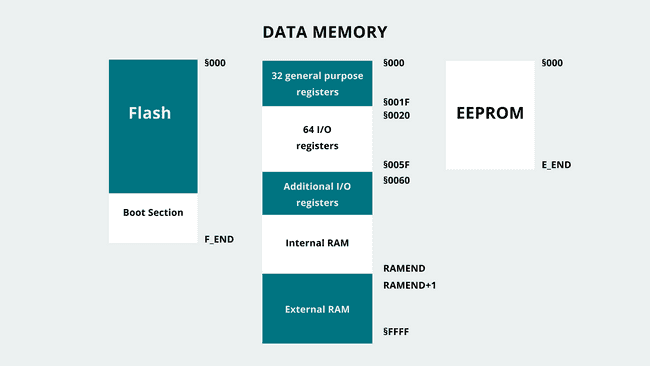 DATA MEMORY
Flash
Boot Section
§000
F_END
32 general purpose
registers
64 I/O
registers
Additional I/O
registers
Internal RAM
External RAM
§000
§001F
§0020
§005F
§0060
RAMEND
RAMEND+1
§FFFF
EEPROM
§000
E_END